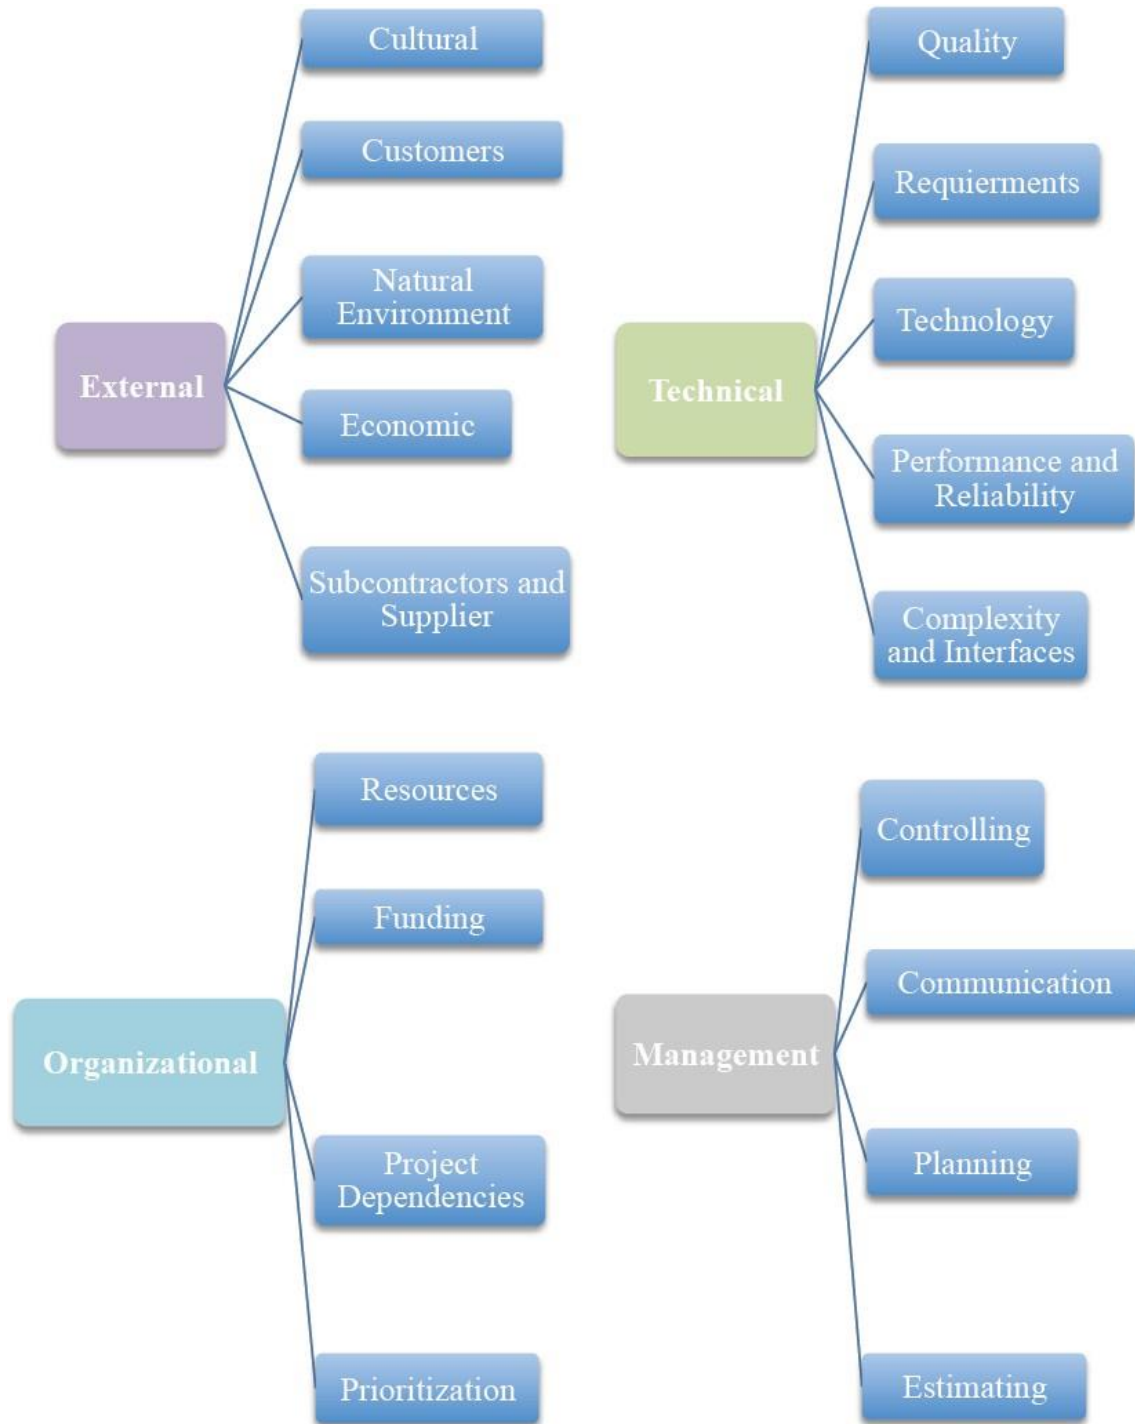 External
Cultural
Customers
Natural
Environment
Economic
Subcontractors and
Supplier
Technical
Quality
Requierments
Technology
Performance and
Reliability
Complexity
and Interfaces
Organizational
Resources
Funding
Project
Dependencies
Prioritization
Management
Controlling
Communication
Planning
Estimating